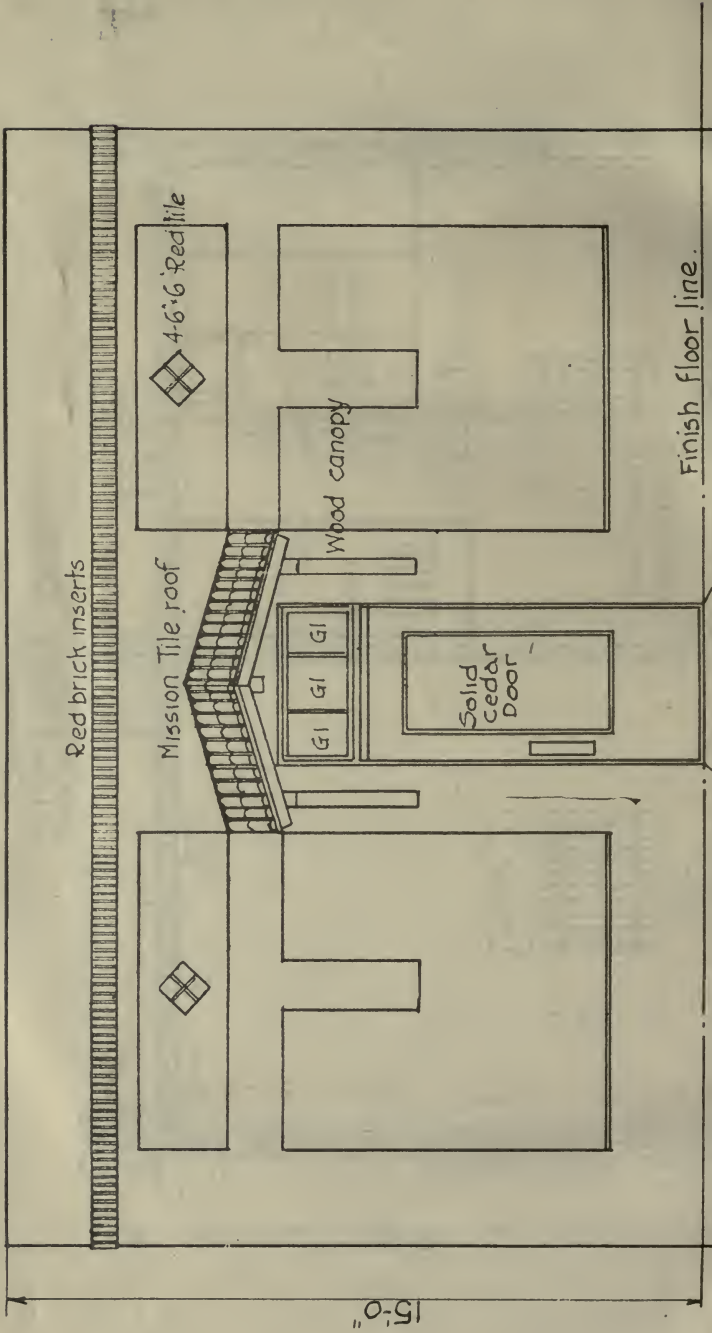 Red brick inserts
Mission Tile roof
4-6"x6" Red Tile
Wood canopy
Gl
Gl
Gl
Solid
Cedar
Door
Finish floor line.
15'-0"